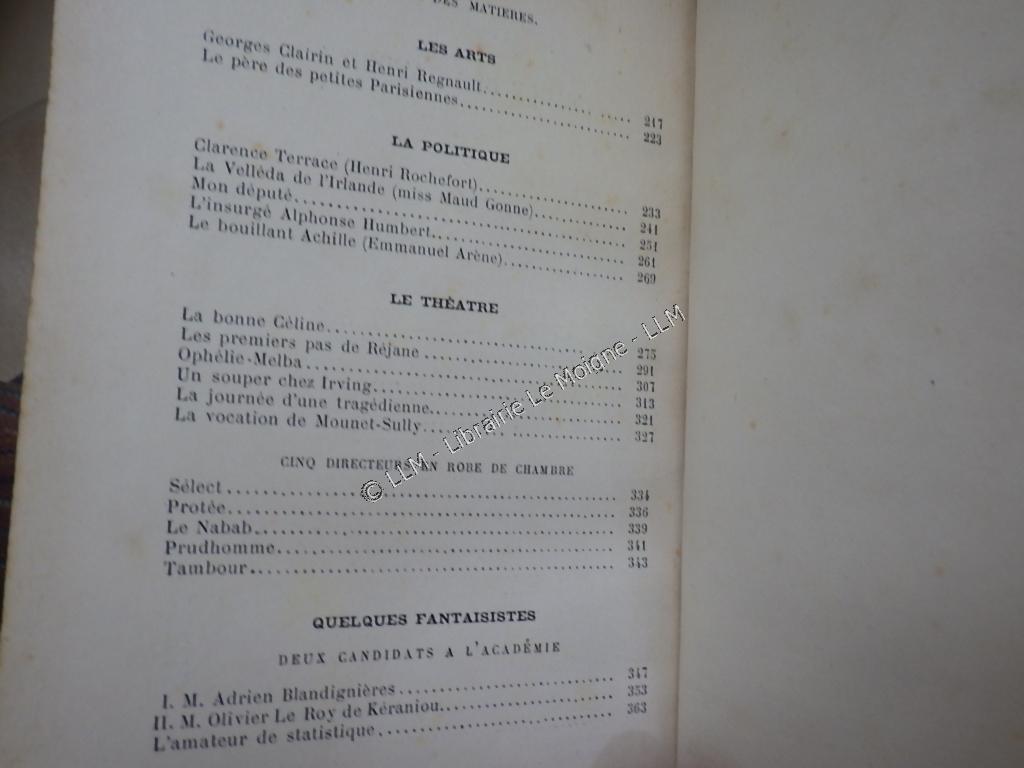 DES MATIÈRES.
LES ARTS
Georges Clairin et Henri Regnault.................... 217
Le père des petites Parisiennes.................... 223
LA POLITIQUE
Clarence Terrace (Henri Rochefort).................... 233
La Velléda de l'Irlande (miss Maud Gonne).................... 241
Mon député.................... 251
L'insurgé Alphonse Humbert.................... 261
Le bouillant Achille (Emmanuel Arène).................... 269
LE THÉATRE
La bonne Céline.................... 275
Les premiers pas de Réjane.................... 291
Ophélie-Melba.................... 307
Un souper chez Irving.................... 313
La journée d'une tragédienne.................... 321
La vocation de Mounet-Sully.................... 327
CINQ DIRECTEURS EN ROBE DE CHAMBRE
Sélect.................... 334
Protée.................... 336
Le Nabab.................... 339
Prudhomme.................... 341
Tambour.................... 343
QUELQUES FANTAISISTES
DEUX CANDIDATS A L'ACADÉMIE
I. M. Adrien Blandignières.................... 347
II. M. Olivier Le Roy de Kéraniou.................... 353
L'amateur de statistique.................... 363
© LLM - Librairie Le Moigne - LLM